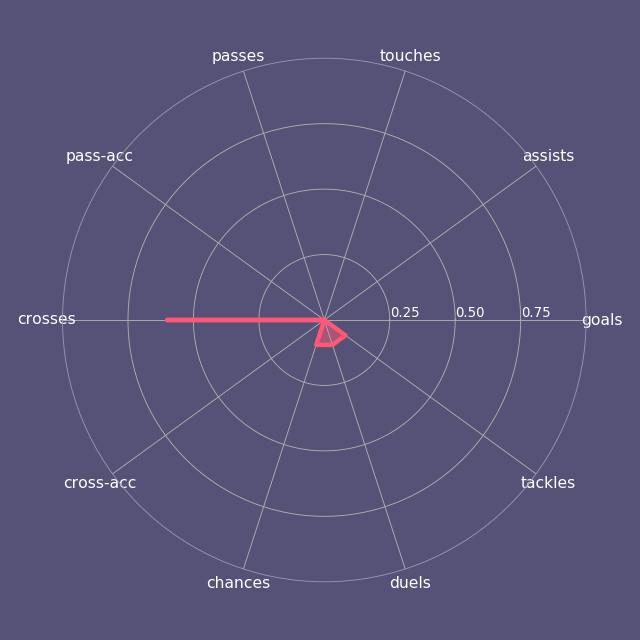 passes
touches
pass-acc
assists
0.25
0.50
0.75
crosses
goals
cross-acc
tackles
chances
duels